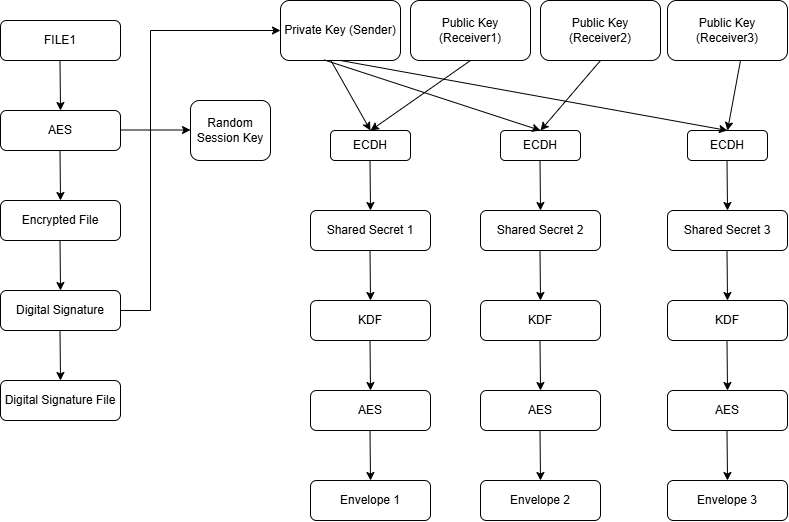 FILE1
AES
Random
Session Key
Encrypted File
Digital Signature
Digital Signature File
Private Key (Sender)
Public Key
(Receiver1)
Public Key
(Receiver2)
Public Key
(Receiver3)
ECDH
ECDH
ECDH
Shared Secret 1
Shared Secret 2
Shared Secret 3
KDF
KDF
KDF
AES
AES
AES
Envelope 1
Envelope 2
Envelope 3